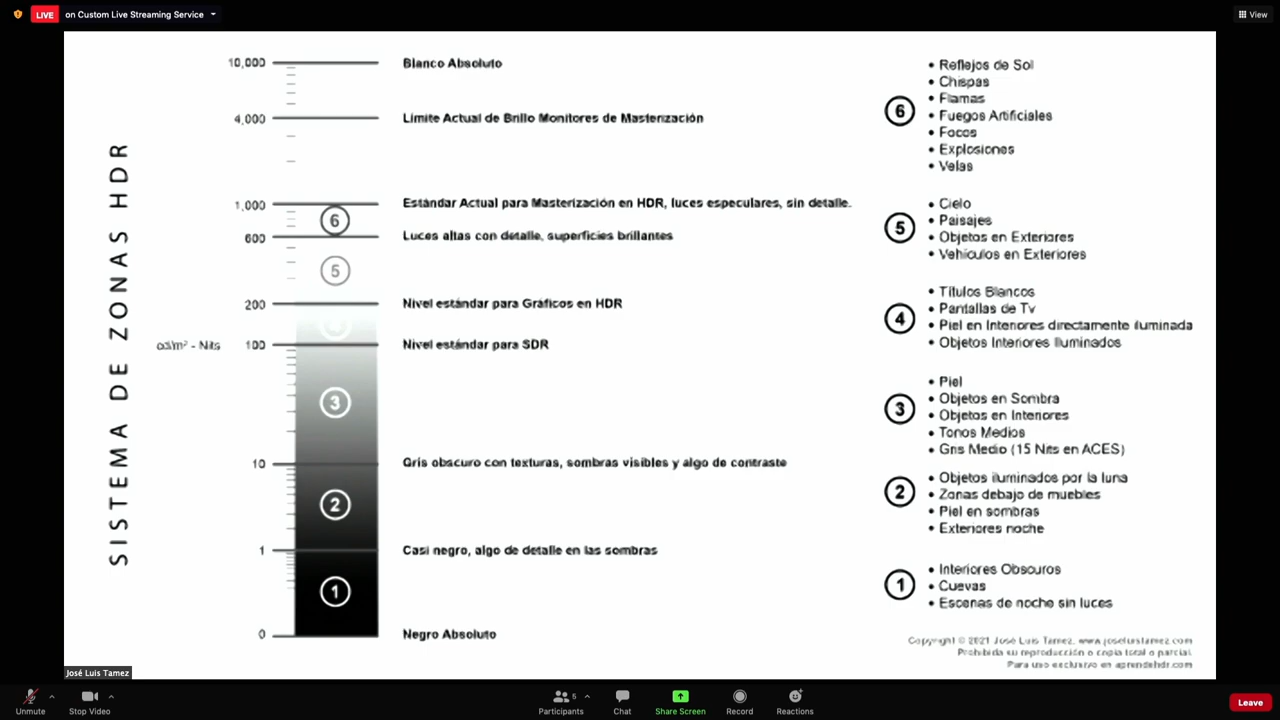 LIVE on Custom Live Streaming Service
View
SISTEMA DE ZONAS HDR
10,000 Blanco Absoluto
4,000 Límite Actual de Brillo Monitores de Masterización
1,000 Estándar Actual para Masterización en HDR, luces especulares, sin detalle.
6
600 Luces altas con detalle, superficies brillantes
5
200 Nivel estándar para Gráficos en HDR
cd/m² - Nits 100 Nivel estándar para SDR
3
10 Gris obscuro con texturas, sombras visibles y algo de contraste
2
1 Casi negro, algo de detalle en las sombras
1
0 Negro Absoluto
6
• Reflejos de Sol
• Chispas
• Flamas
• Fuegos Artificiales
• Focos
• Explosiones
• Velas
5
• Cielo
• Paisajes
• Objetos en Exteriores
• Vehículos en Exteriores
4
• Títulos Blancos
• Pantallas de Tv
• Piel en Interiores directamente iluminada
• Objetos Interiores Iluminados
3
• Piel
• Objetos en Sombra
• Objetos en Interiores
• Tonos Medios
• Gris Medio (15 Nits en ACES)
2
• Objetos iluminados por la luna
• Zonas debajo de muebles
• Piel en sombras
• Exteriores noche
1
• Interiores Obscuros
• Cuevas
• Escenas de noche sin luces
Copyright © 2021 José Luis Tamez, www.joseluistamez.com
Prohibida su reproducción o copia total o parcial.
Para uso exclusivo en aprendehdr.com
José Luis Tamez
Unmute
Stop Video
Participants 5
Chat
Share Screen
Record
Reactions
Leave